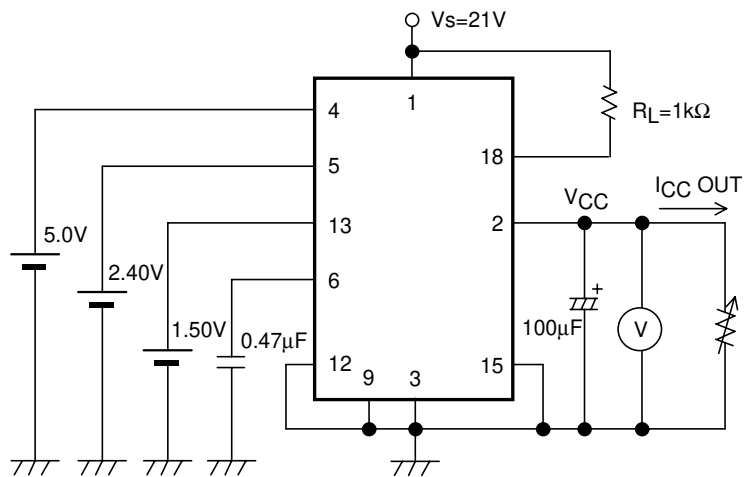 Vs=21V
1
4
RL=1kΩ
5
18
ICC OUT
VCC
13
2
5.0V
2.40V
6
1.50V
0.47μF
+
100μF
V
12
15
9
3